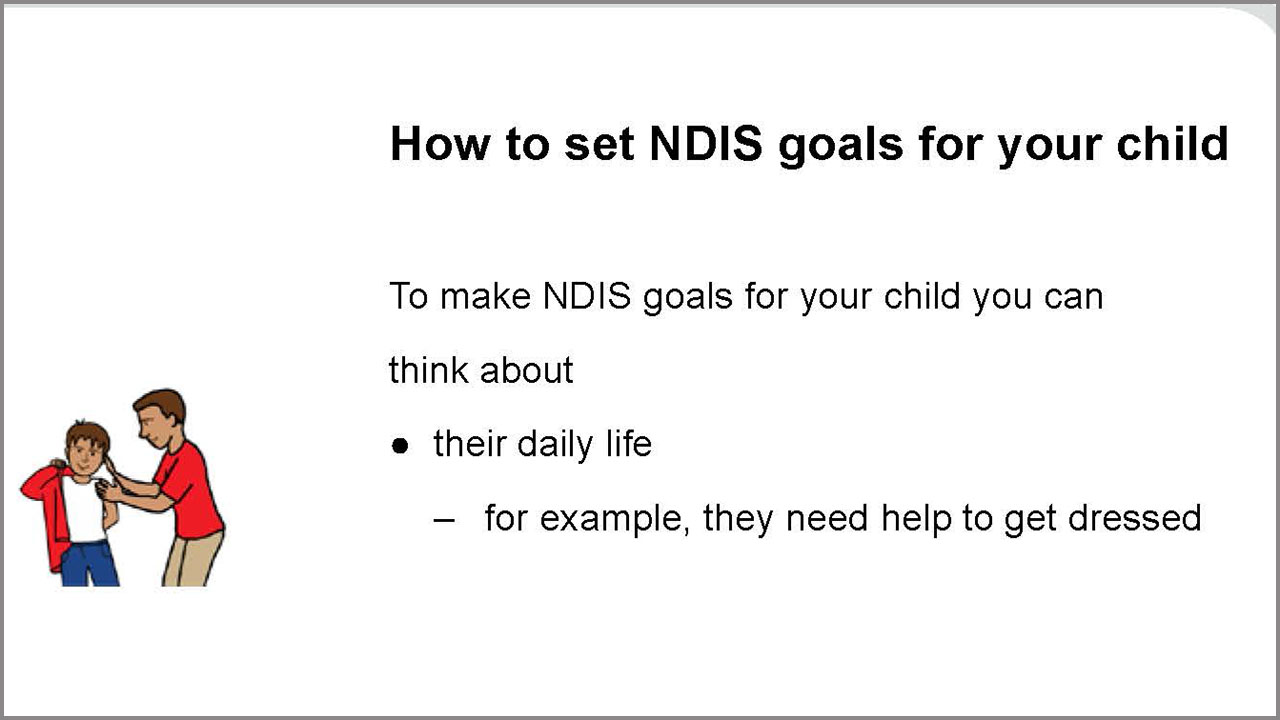 How to set NDIS goals for your child
To make NDIS goals for your child you can
think about
● their daily life
– for example, they need help to get dressed